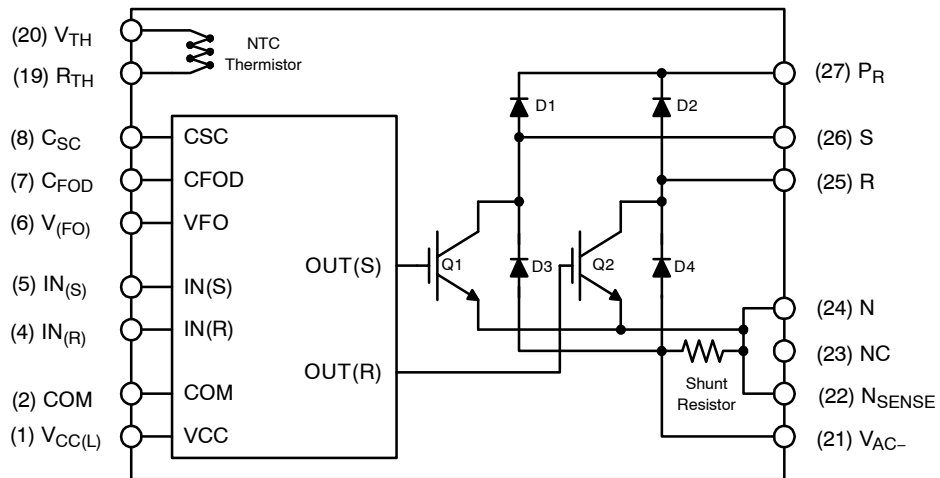 (20) V_TH
NTC
Thermistor
(19) R_TH
(27) P_R
D1
D2
(8) C_SC
CSC
(26) S
(7) C_FOD
CFOD
(25) R
(6) V_(FO)
VFO
OUT(S)
Q1
D3
Q2
D4
(5) IN_(S)
IN(S)
(24) N
(4) IN_(R)
IN(R)
(23) NC
OUT(R)
Shunt
Resistor
(2) COM
COM
(22) N_SENSE
(1) V_CC(L)
VCC
(21) V_AC–